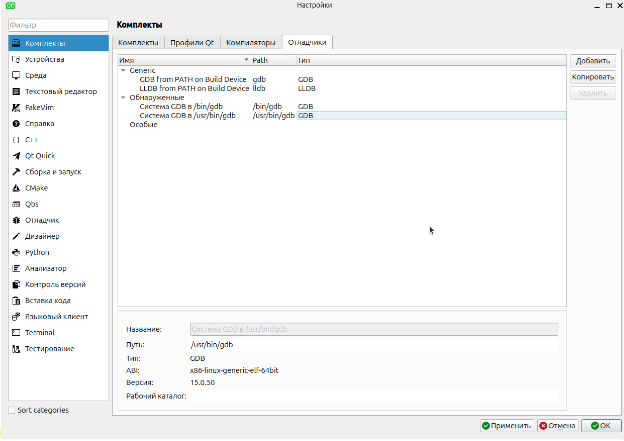 Настройки
Фильтр
Комплекты
Устройства
Среда
Текстовый редактор
FakeVim
Справка
C++
Qt Quick
Сборка и запуск
CMake
Qbs
Отладчик
Дизайнер
Python
Анализатор
Контроль версий
Вставка кода
Языковый клиент
Terminal
Тестирование
Sort categories
Комплекты
Комплекты Профили Qt Компиляторы Отладчики
Имя Path Тип
Generic
GDB from PATH on Build Device gdb GDB
LLDB from PATH on Build Device lldb LLDB
Обнаруженные
Система GDB в /bin/gdb /bin/gdb GDB
Система GDB в /usr/bin/gdb /usr/bin/gdb GDB
Особые
Добавить
Копировать
Удалить
Название: Система GDB в /usr/bin/gdb
Путь: /usr/bin/gdb
Тип: GDB
ABI: x86-linux-generic-elf-64bit
Версия: 15.0.50
Рабочий каталог:
Применить Отмена OK